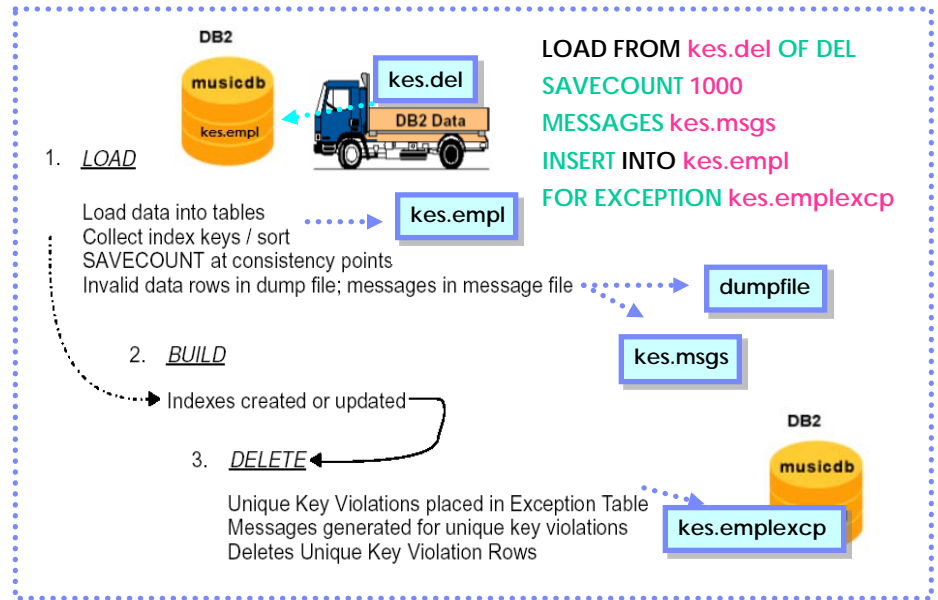 DB2
musicdb
kes.empl
kes.del
DB2 Data
LOAD FROM kes.del OF DEL
SAVECOUNT 1000
MESSAGES kes.msgs
INSERT INTO kes.empl
FOR EXCEPTION kes.emplexcp
1. LOAD
Load data into tables
Collect index keys / sort
SAVECOUNT at consistency points
Invalid data rows in dump file; messages in message file
kes.empl
dumpfile
kes.msgs
2. BUILD
Indexes created or updated
3. DELETE
Unique Key Violations placed in Exception Table
Messages generated for unique key violations
Deletes Unique Key Violation Rows
DB2
musicdb
kes.emplexcp